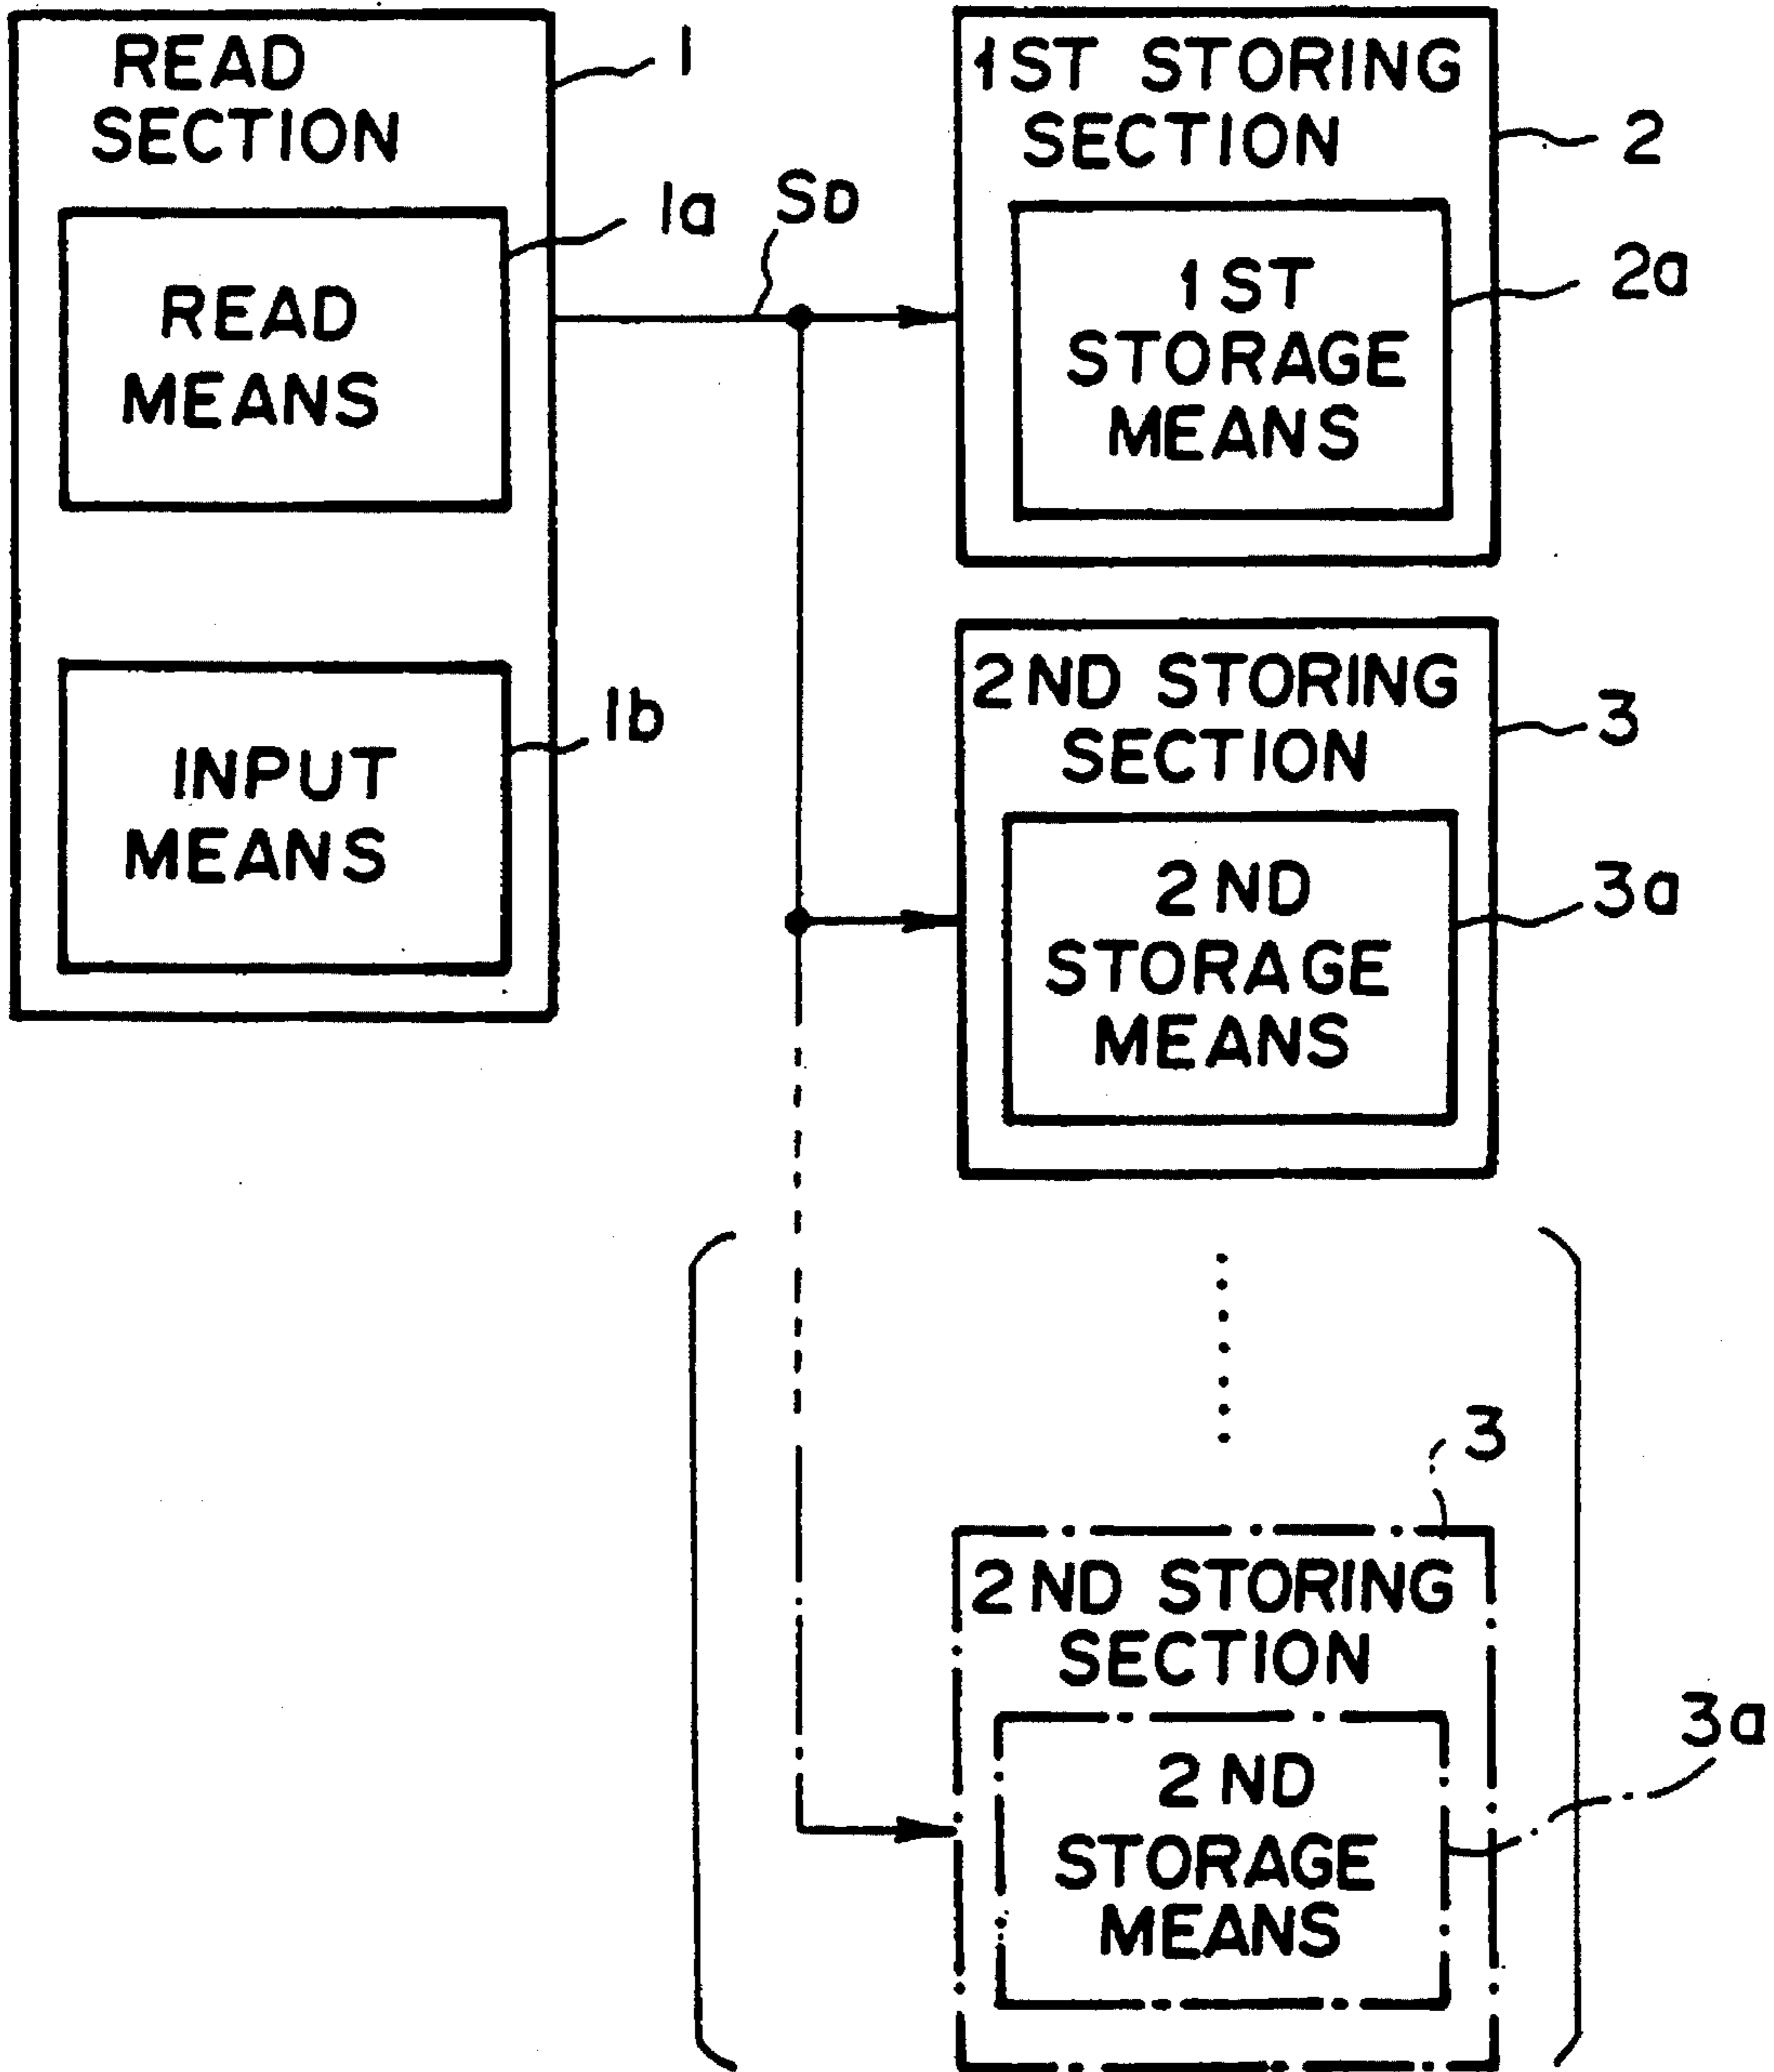 READ
SECTION
1
1a
READ
MEANS
1b
INPUT
MEANS
SD
1ST STORING
SECTION
2
2a
1ST
STORAGE
MEANS
2ND STORING
SECTION
3
3a
2ND
STORAGE
MEANS
3
2ND STORING
SECTION
3a
2ND
STORAGE
MEANS